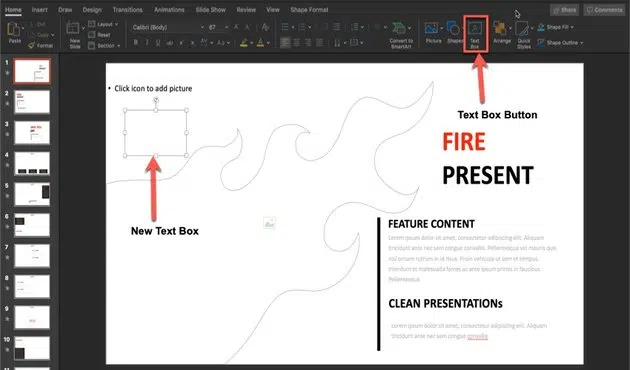 Home Insert Draw Design Transitions Animations Slide Show Review View Shape Format Share Comments
Paste
Cut
Copy
Format
New Slide
Layout
Reset
Section
Calibri (Body)
Convert to SmartArt
Picture
Shapes
Text Box
Arrange
Quick Styles
Shape Fill
Shape Outline
1
2
3
4
5
6
7
8
9
10
11
• Click icon to add picture
Text Box Button
FIRE
PRESENT
New Text Box
FEATURE CONTENT
Lorem ipsum dolor sit amet, consectetur adipiscing elit. Aliquam
tincidunt ante nec sem congue convallis. Pellentesque vel mauris
quis nisl ornare rutrum in id risus. Proin vehicula ut sem et tempus.
Interdum et malesuada fames ac ante ipsum primis in faucibus.
Pellentesque.
CLEAN PRESENTATIONs
Lorem ipsum dolor sit amet, consectetur adipiscing elit. Aliquam
tincidunt ante nec sem congue convallis